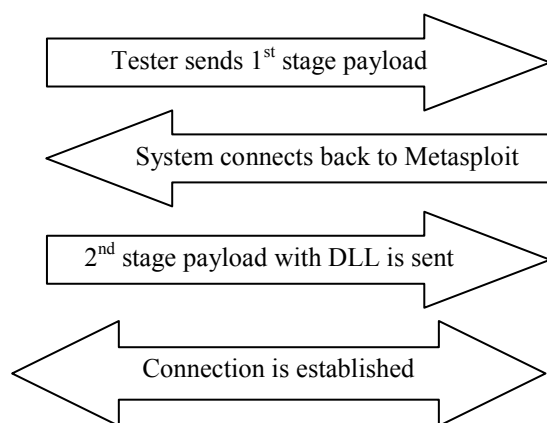 Tester sends 1st stage payload
System connects back to Metasploit
2nd stage payload with DLL is sent
Connection is established